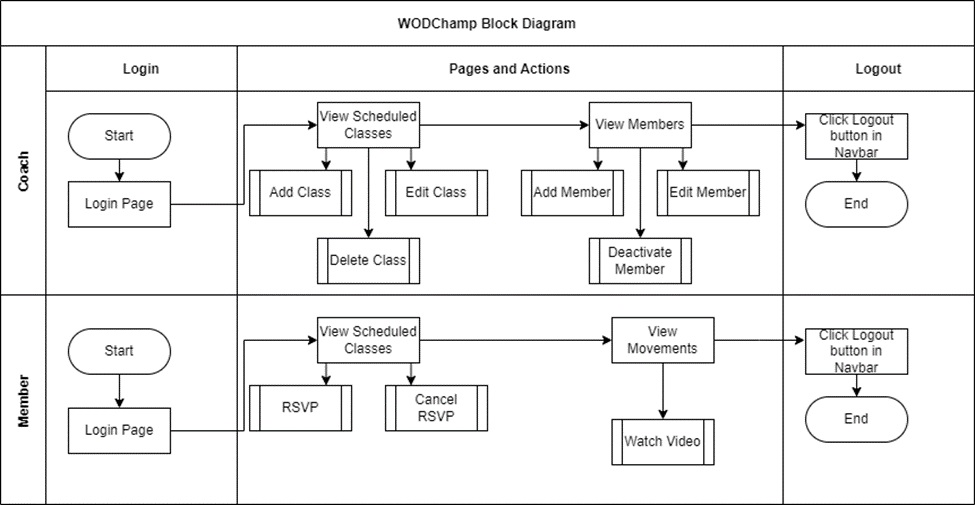 WODChamp Block Diagram
Login
Pages and Actions
Logout
Coach
Start
Login Page
View Scheduled
Classes
Add Class
Edit Class
Delete Class
View Members
Add Member
Edit Member
Deactivate
Member
Click Logout
button in
Navbar
End
Member
Start
Login Page
View Scheduled
Classes
RSVP
Cancel
RSVP
View
Movements
Watch Video
Click Logout
button in
Navbar
End